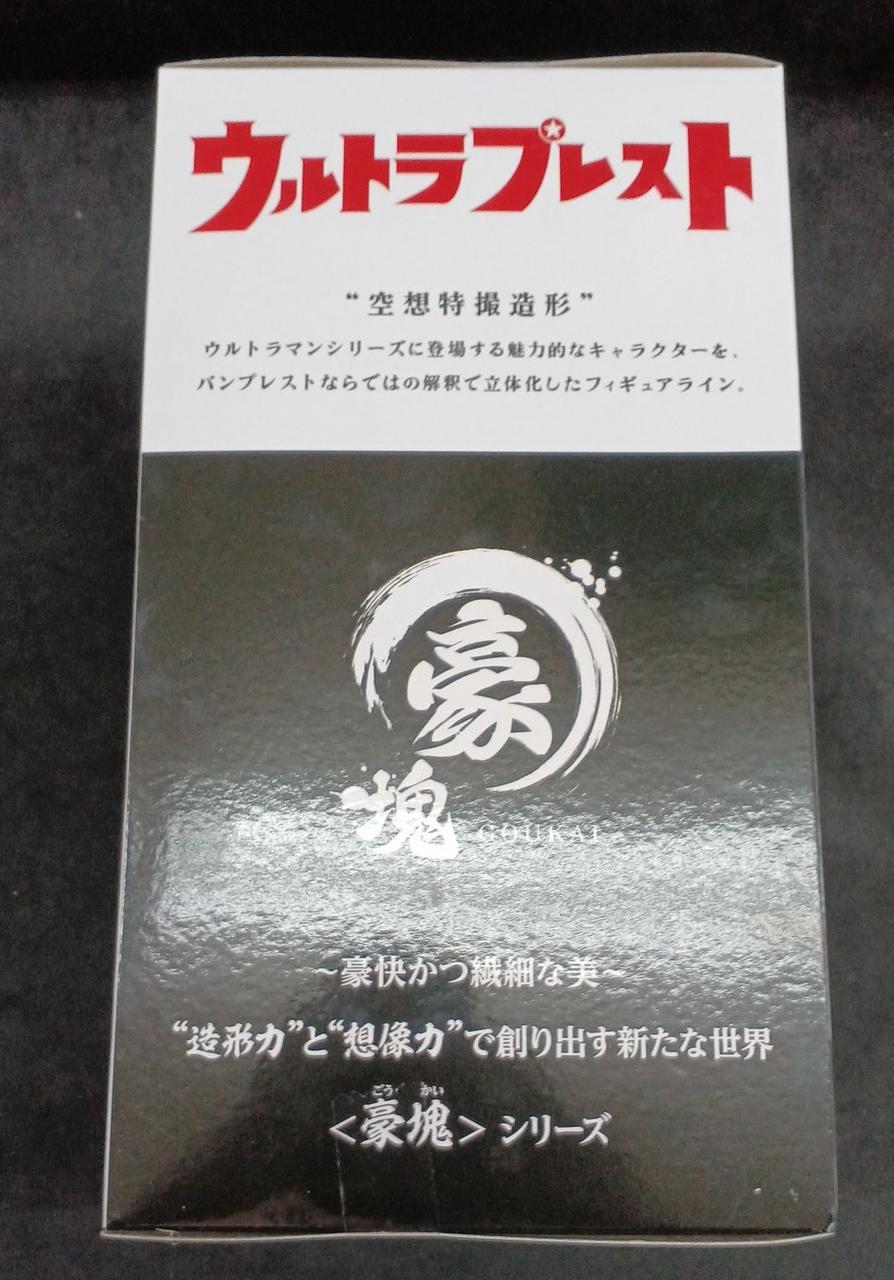 ウルトラプレスト
“空想特撮造形”
ウルトラマンシリーズに登場する魅力的なキャラクターを、
バンプレストならではの解釈で立体化したフィギュアライン。
豪
塊 GOUKAI
～豪快かつ繊細な美～
“造形力”と“想像力”で創り出す新たな世界
ごう かい
＜豪塊＞シリーズ